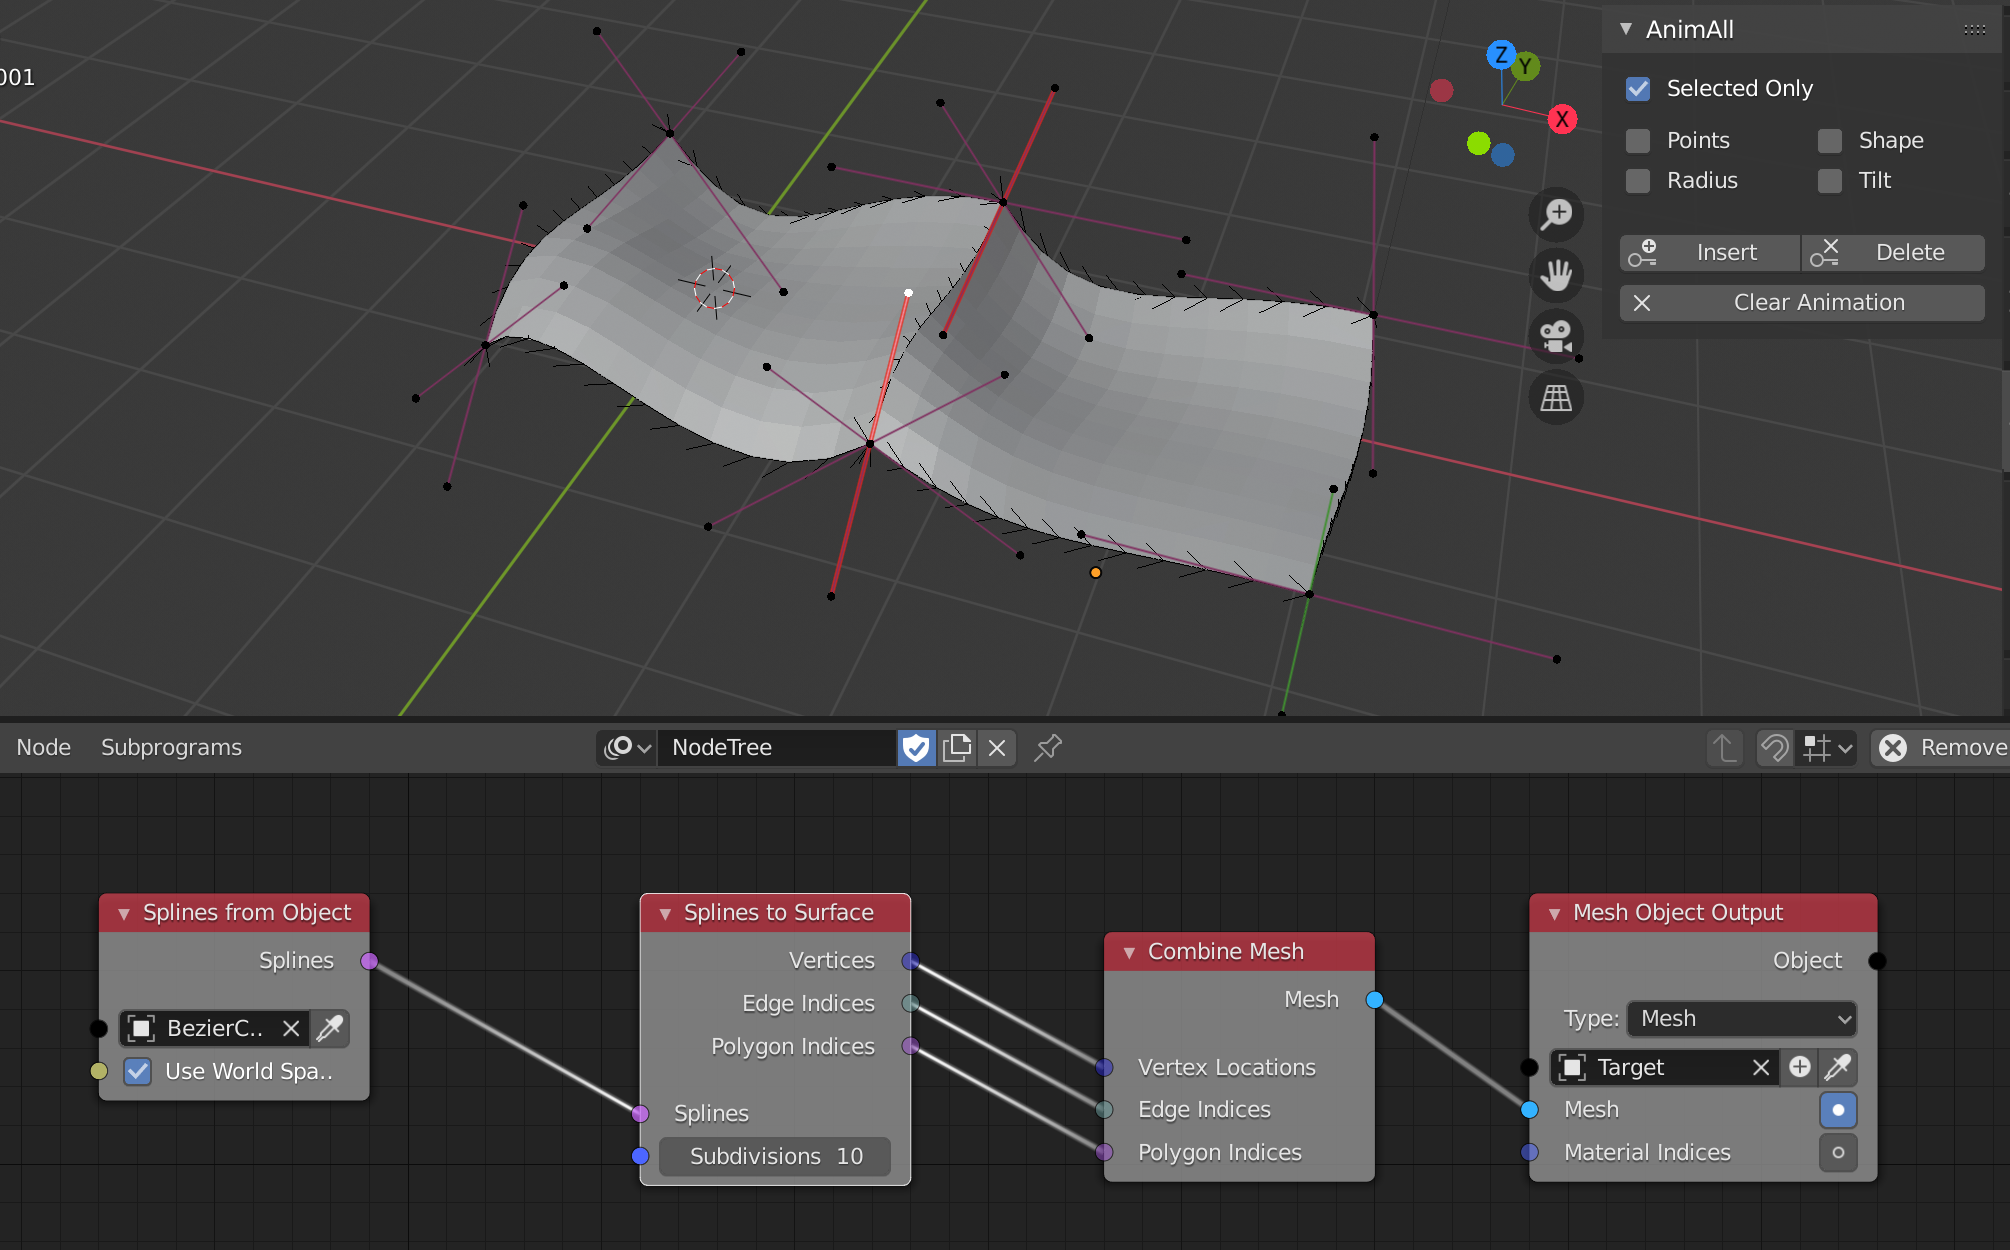 001
Z
Y
X
AnimAll
Selected Only
Points Shape
Radius Tilt
Insert Delete
Clear Animation
Node Subprograms NodeTree Remove
Splines from Object
Splines
BezierC..
Use World Spa..
Splines to Surface
Vertices
Edge Indices
Polygon Indices
Splines
Subdivisions 10
Combine Mesh
Mesh
Vertex Locations
Edge Indices
Polygon Indices
Mesh Object Output
Object
Type: Mesh
Target
Mesh
Material Indices